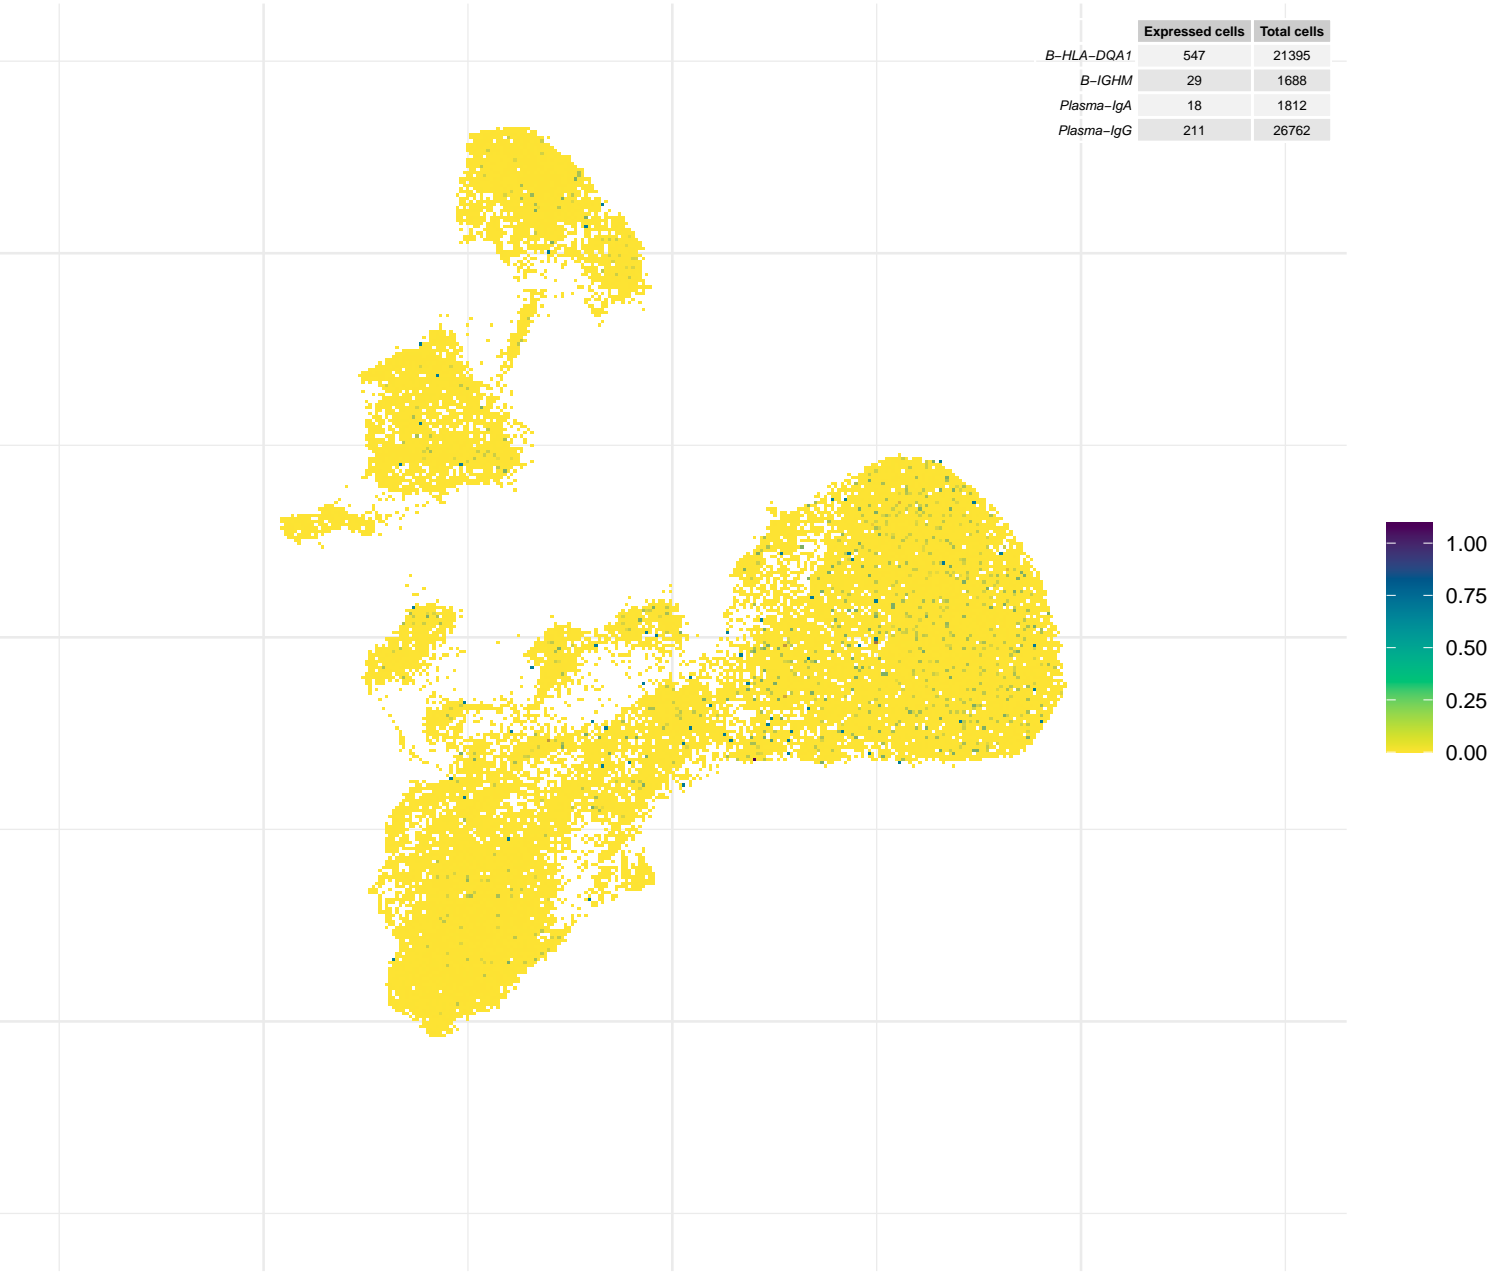 Expressed cells Total cells
B−HLA−DQA1 547 21395
B−IGHM 29 1688
Plasma−IgA 18 1812
Plasma−IgG 211 26762
1.00
0.75
0.50
0.25
0.00